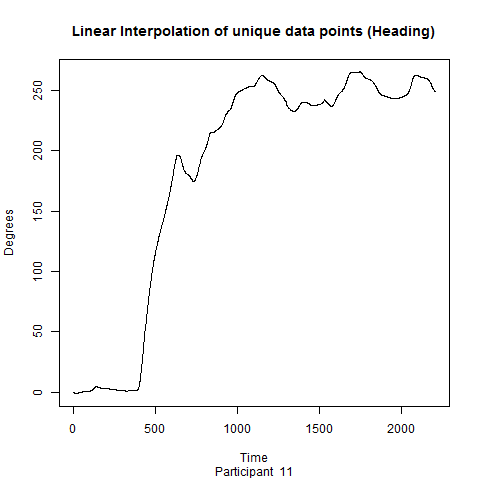 Linear Interpolation of unique data points (Heading)
250
200
150
100
50
0
Degrees
0 500 1000 1500 2000
Time
Participant 11